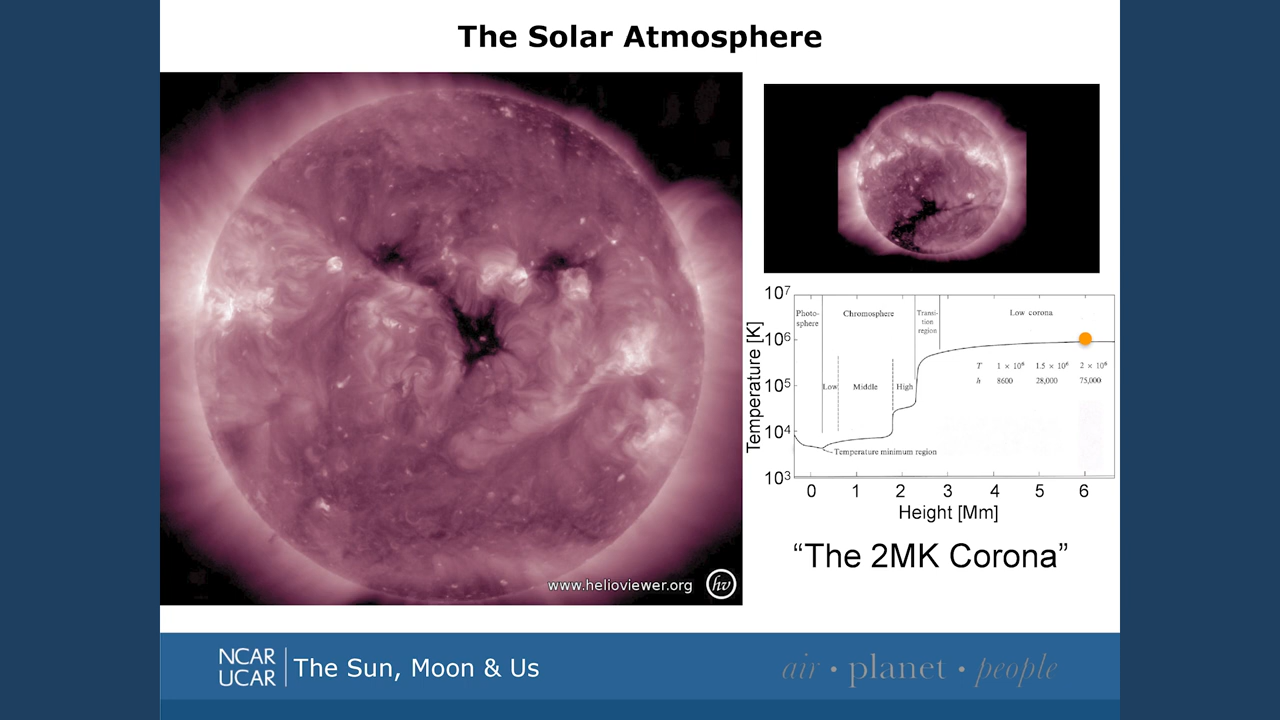 The Solar Atmosphere
www.helioviewer.org hv
10⁷
10⁶
10⁵
10⁴
10³
Temperature [K]
Photo-
sphere
Chromosphere
Transi-
tion
region
Low corona
Low
Middle
High
T 1 × 10⁶ 1.5 × 10⁶ 2 × 10⁶
h 8600 28,000 75,000
Temperature minimum region
0 1 2 3 4 5 6
Height [Mm]
“The 2MK Corona”
NCAR
UCAR
The Sun, Moon & Us
air • planet • people